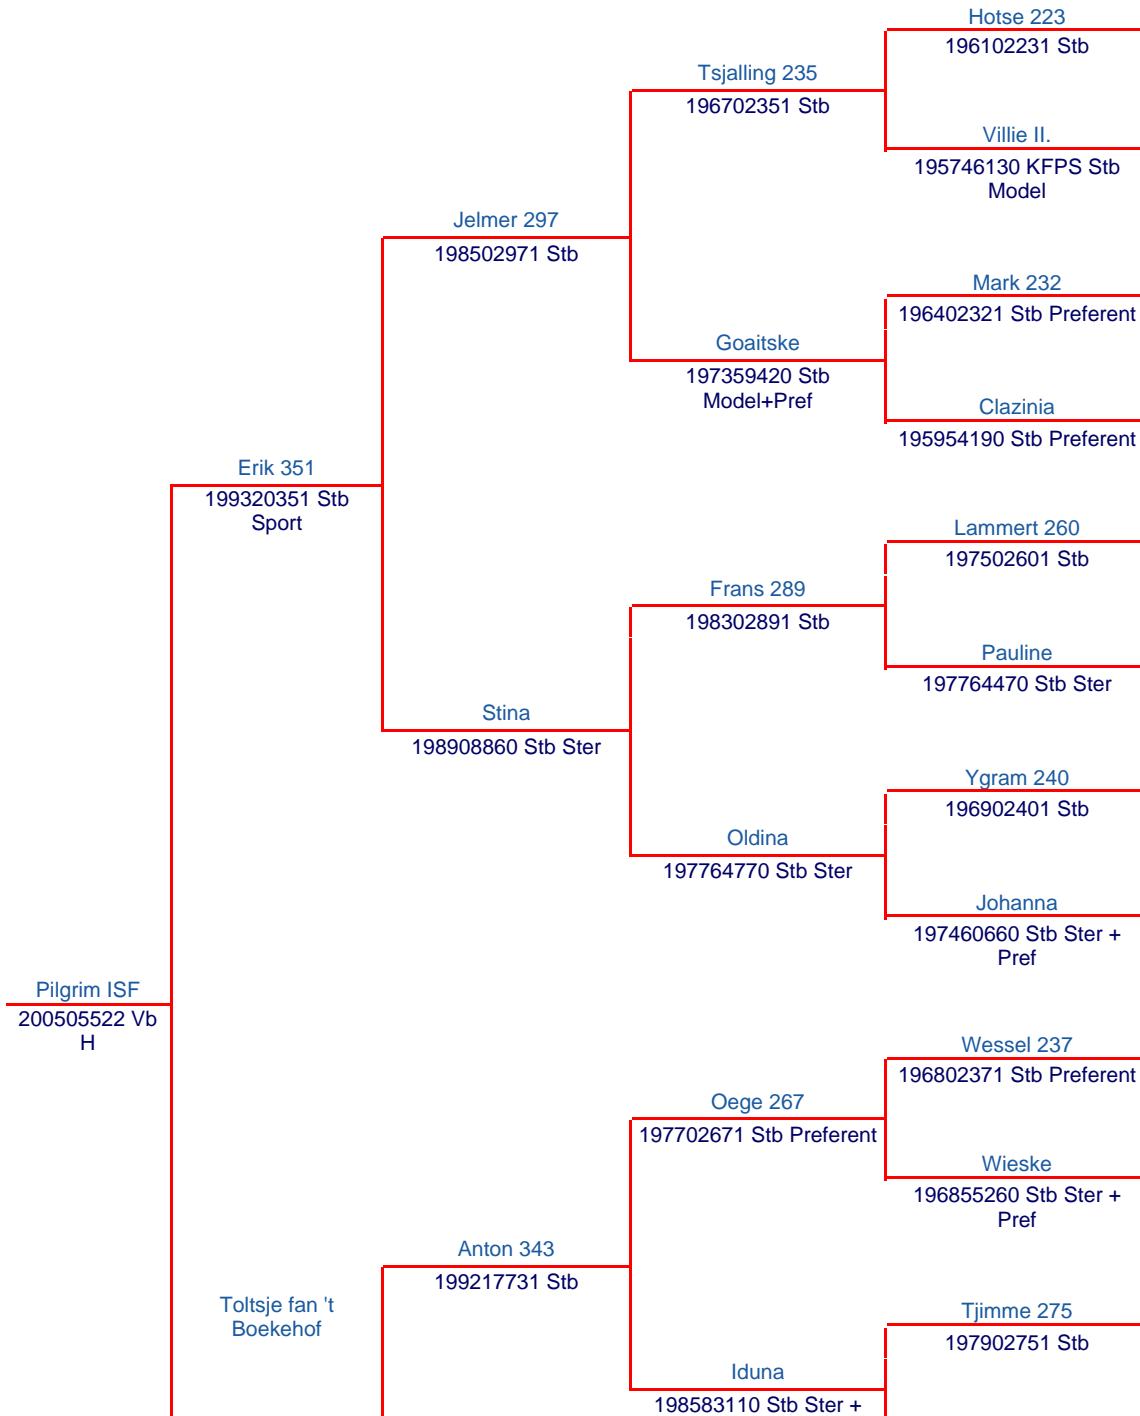 Hotse 223
196102231 Stb
Tsjalling 235
196702351 Stb
Villie II.
195746130 KFPS Stb
Model
Jelmer 297
198502971 Stb
Mark 232
196402321 Stb Preferent
Goaitske
197359420 Stb
Model+Pref
Clazinia
195954190 Stb Preferent
Erik 351
199320351 Stb
Sport
Lammert 260
197502601 Stb
Frans 289
198302891 Stb
Pauline
197764470 Stb Ster
Stina
198908860 Stb Ster
Ygram 240
196902401 Stb
Oldina
197764770 Stb Ster
Johanna
197460660 Stb Ster +
Pref
Pilgrim ISF
200505522 Vb
H
Wessel 237
196802371 Stb Preferent
Oege 267
197702671 Stb Preferent
Wieske
196855260 Stb Ster +
Pref
Anton 343
199217731 Stb
Toltsje fan 't
Boekehof
Tjimme 275
197902751 Stb
Iduna
198583110 Stb Ster +